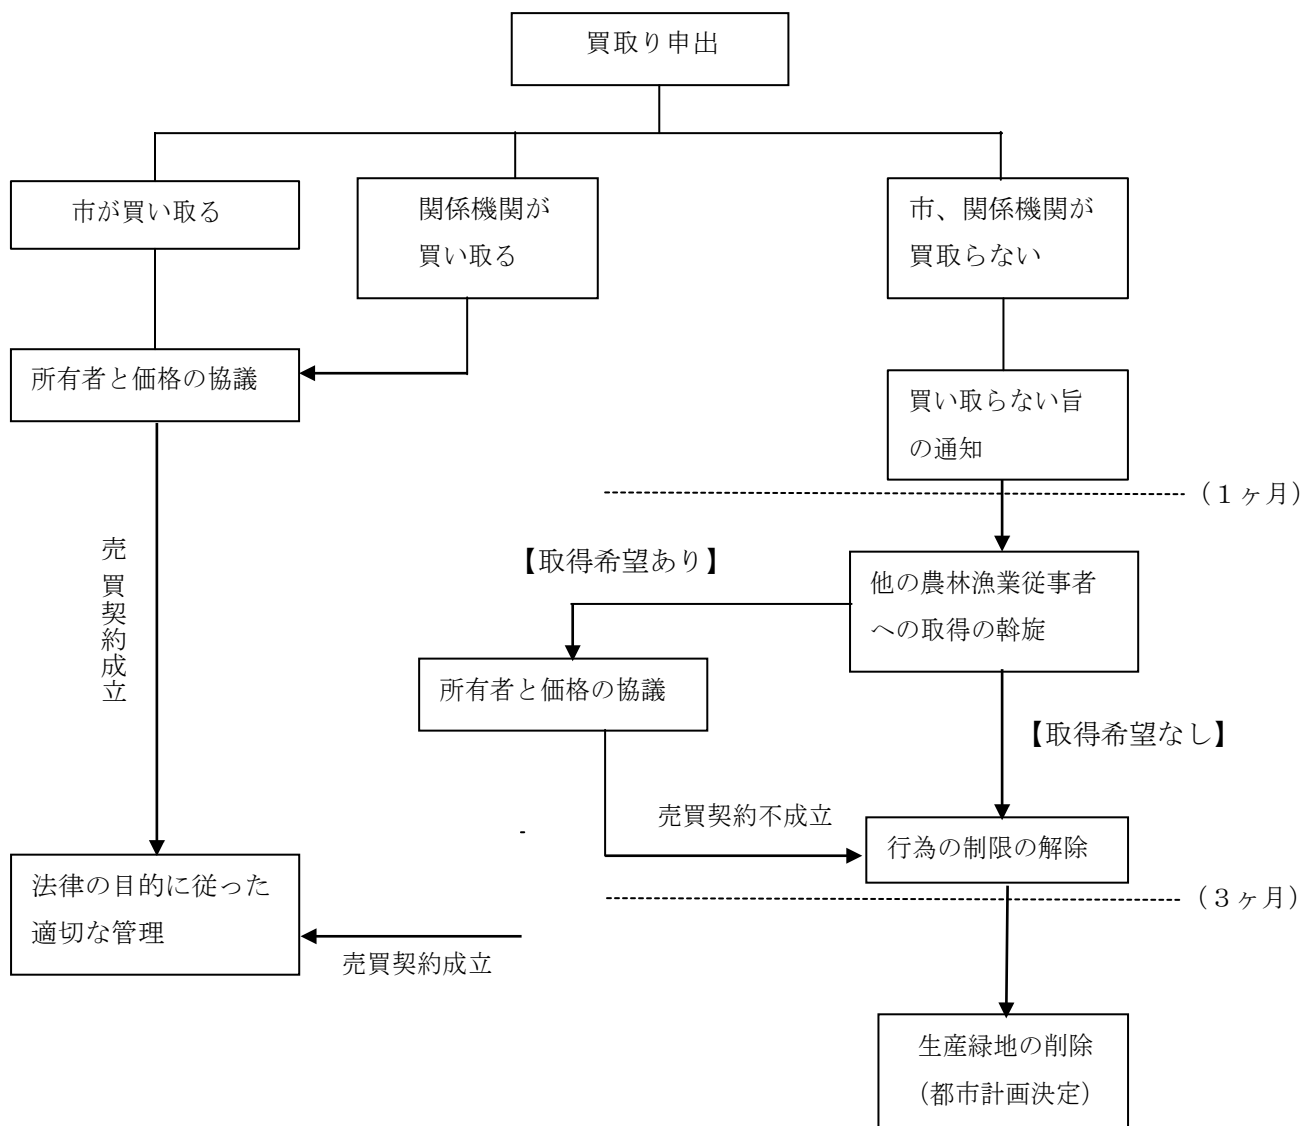 買取り申出
市が買い取る
関係機関が
買い取る
市、関係機関が
買取らない
所有者と価格の協議
買い取らない旨
の通知
（１ヶ月）
売買契約成立
【取得希望あり】
他の農林漁業従事者
への取得の斡旋
所有者と価格の協議
【取得希望なし】
売買契約不成立
行為の制限の解除
法律の目的に従った
適切な管理
（３ヶ月）
売買契約成立
生産緑地の削除
（都市計画決定）